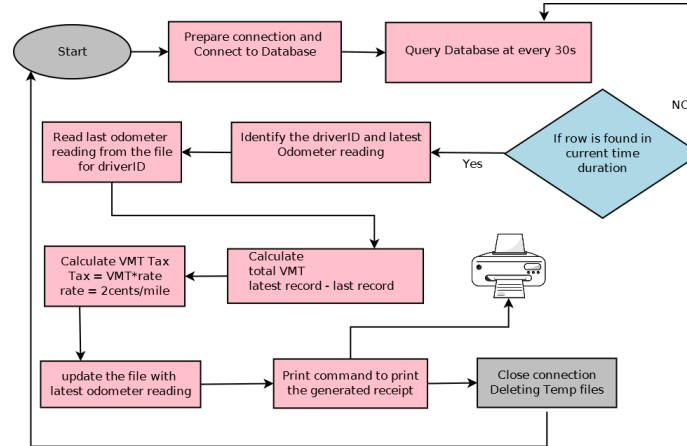 Start
Prepare connection and
Connect to Database
Query Database at every 30s
NO
If row is found in
current time
duration
Yes
Identify the driverID and latest
Odometer reading
Read last odometer
reading from the file
for driverID
Calculate
total VMT
latest record - last record
Calculate VMT Tax
Tax = VMT*rate
rate = 2cents/mile
update the file with
latest odometer reading
Print command to print
the generated receipt
Close connection
Deleting Temp files